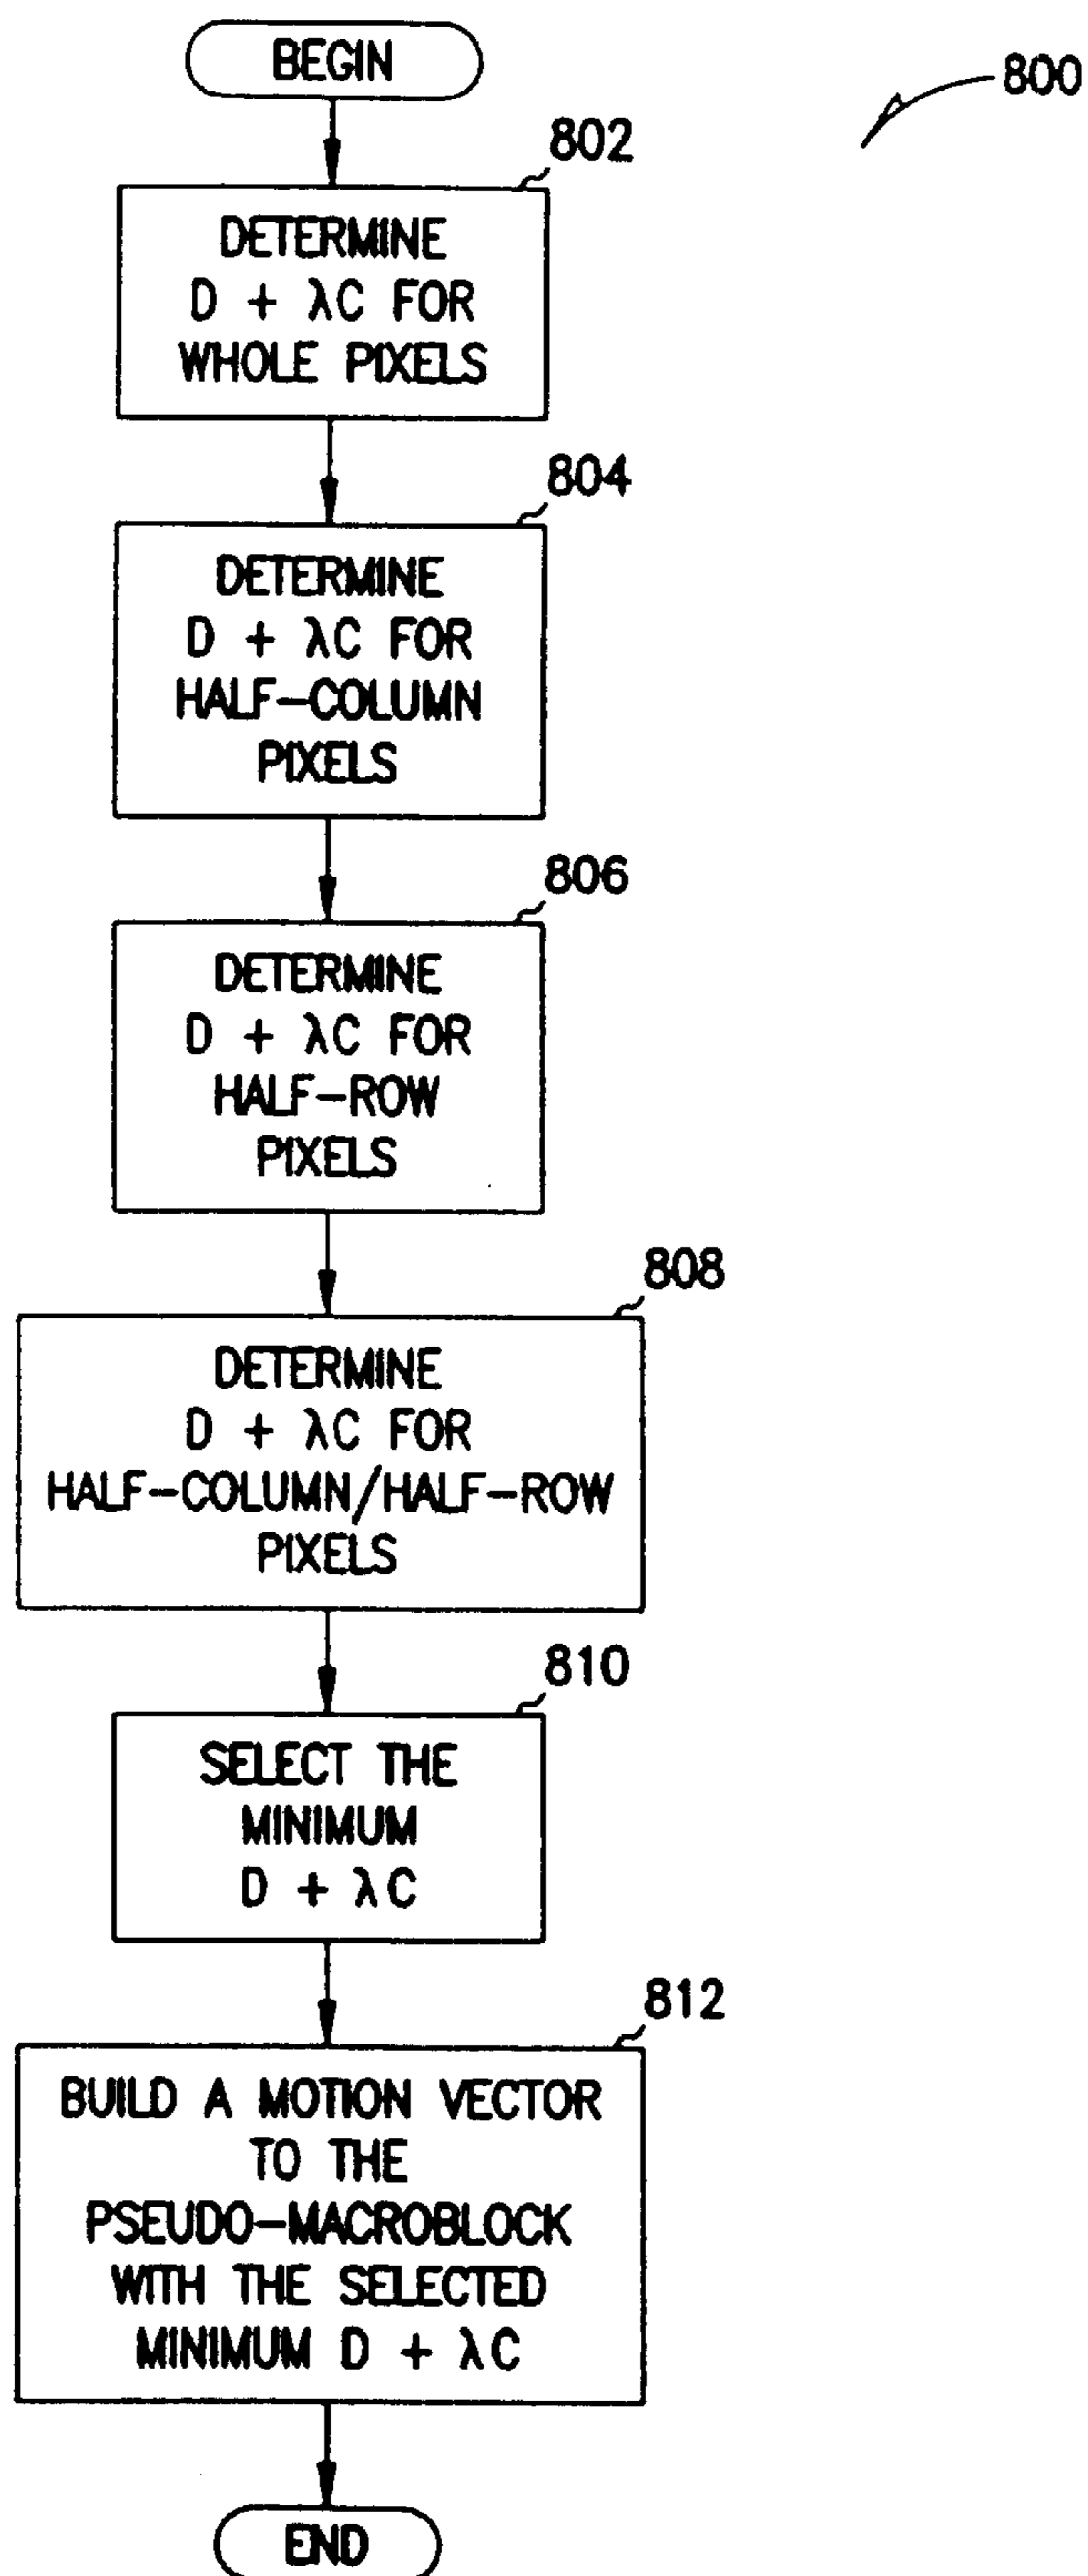 BEGIN
800
802
DETERMINE
D + λC FOR
WHOLE PIXELS
804
DETERMINE
D + λC FOR
HALF-COLUMN
PIXELS
806
DETERMINE
D + λC FOR
HALF-ROW
PIXELS
808
DETERMINE
D + λC FOR
HALF-COLUMN/HALF-ROW
PIXELS
810
SELECT THE
MINIMUM
D + λC
812
BUILD A MOTION VECTOR
TO THE
PSEUDO-MACROBLOCK
WITH THE SELECTED
MINIMUM D + λC
END